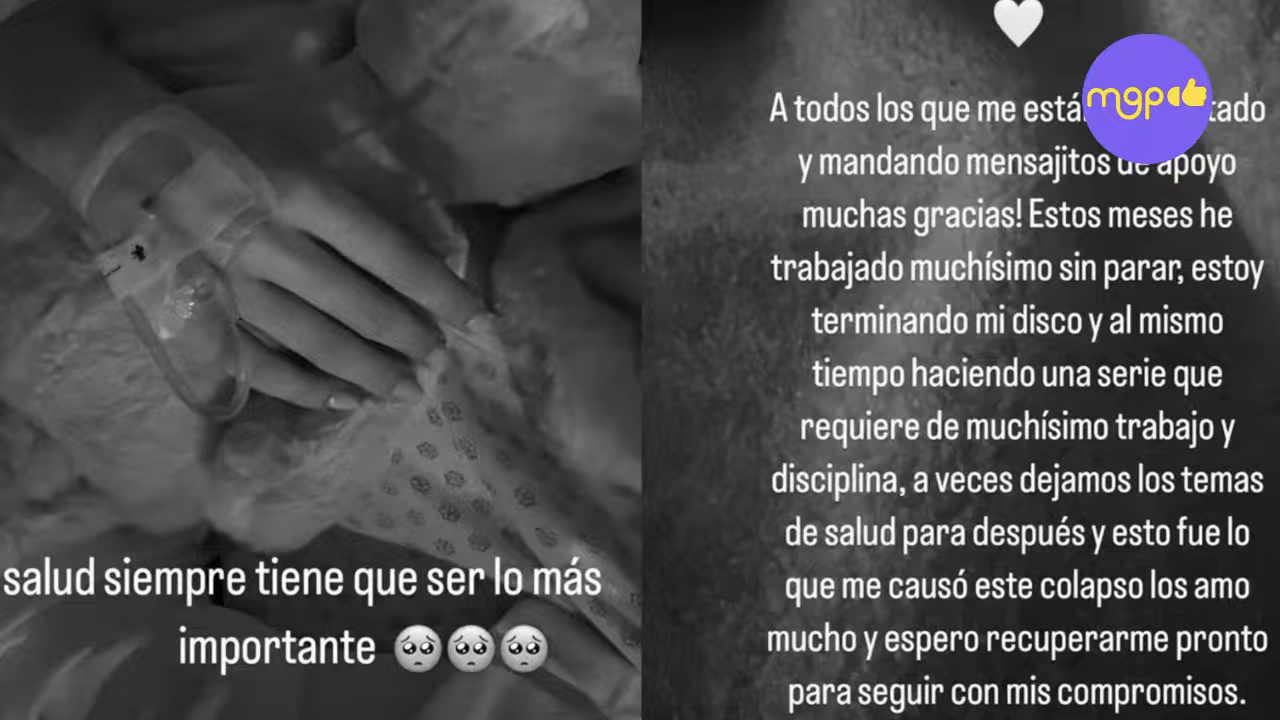 salud siempre tiene que ser lo más
importante 🥺🥺🥺
mgp
A todos los que me están tado
y mandando mensajitos de apoyo
muchas gracias! Estos meses he
trabajado muchísimo sin parar, estoy
terminando mi disco y al mismo
tiempo haciendo una serie que
requiere de muchísimo trabajo y
disciplina, a veces dejamos los temas
de salud para después y esto fue lo
que me causó este colapso los amo
mucho y espero recuperarme pronto
para seguir con mis compromisos.